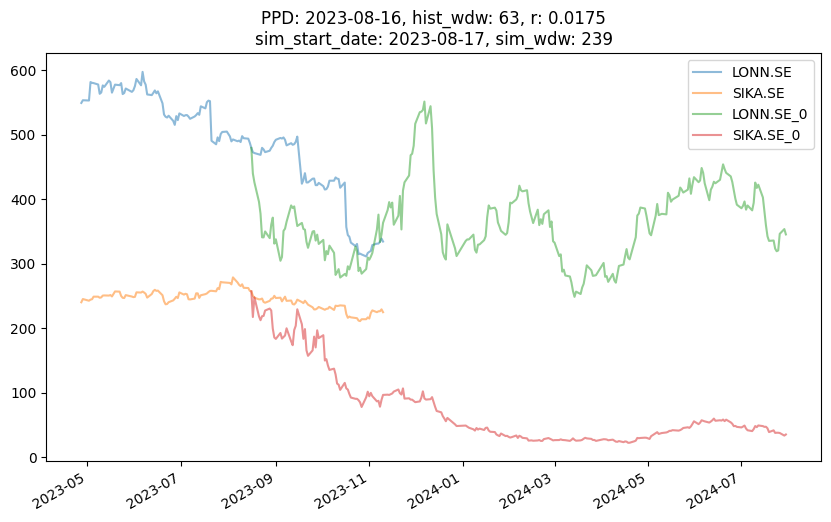 PPD: 2023-08-16, hist_wdw: 63, r: 0.0175
sim_start_date: 2023-08-17, sim_wdw: 239
LONN.SE
SIKA.SE
LONN.SE_0
SIKA.SE_0
600
500
400
300
200
100
0
2023-05
2023-07
2023-09
2023-11
2024-01
2024-03
2024-05
2024-07